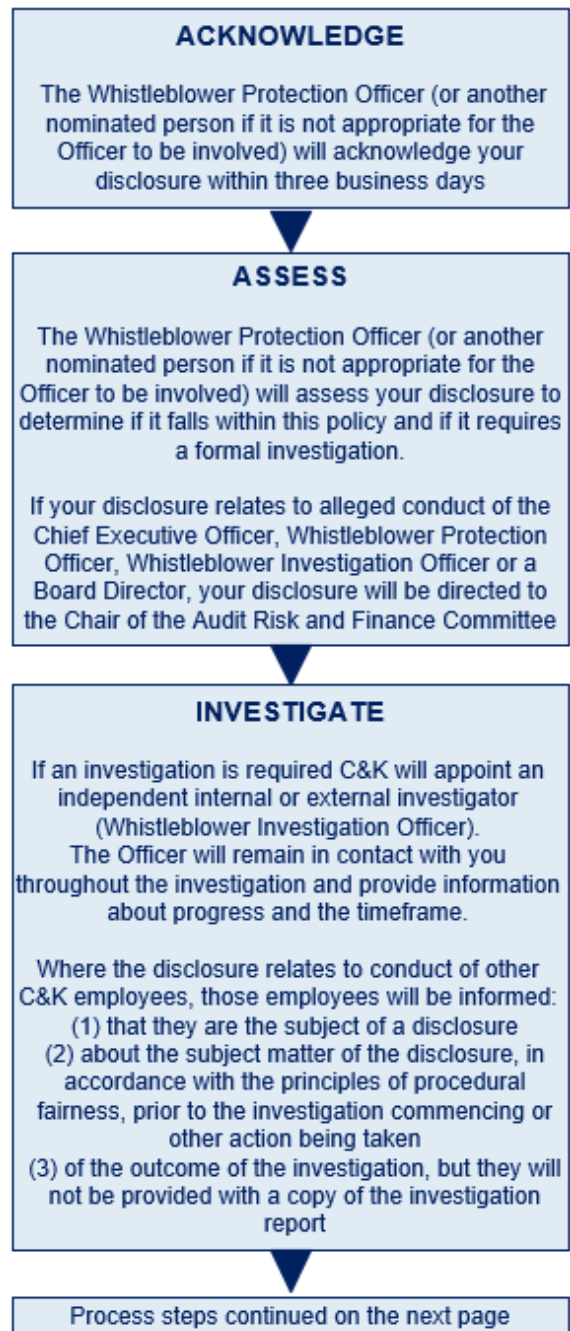 ACKNOWLEDGE
The Whistleblower Protection Officer (or another
nominated person if it is not appropriate for the
Officer to be involved) will acknowledge your
disclosure within three business days
ASSESS
The Whistleblower Protection Officer (or another
nominated person if it is not appropriate for the
Officer to be involved) will assess your disclosure to
determine if it falls within this policy and if it requires
a formal investigation.
If your disclosure relates to alleged conduct of the
Chief Executive Officer, Whistleblower Protection
Officer, Whistleblower Investigation Officer or a
Board Director, your disclosure will be directed to
the Chair of the Audit Risk and Finance Committee
INVESTIGATE
If an investigation is required C&K will appoint an
independent internal or external investigator
(Whistleblower Investigation Officer).
The Officer will remain in contact with you
throughout the investigation and provide information
about progress and the timeframe.
Where the disclosure relates to conduct of other
C&K employees, those employees will be informed:
(1) that they are the subject of a disclosure
(2) about the subject matter of the disclosure, in
accordance with the principles of procedural
fairness, prior to the investigation commencing or
other action being taken
(3) of the outcome of the investigation, but they will
not be provided with a copy of the investigation
report
Process steps continued on the next page